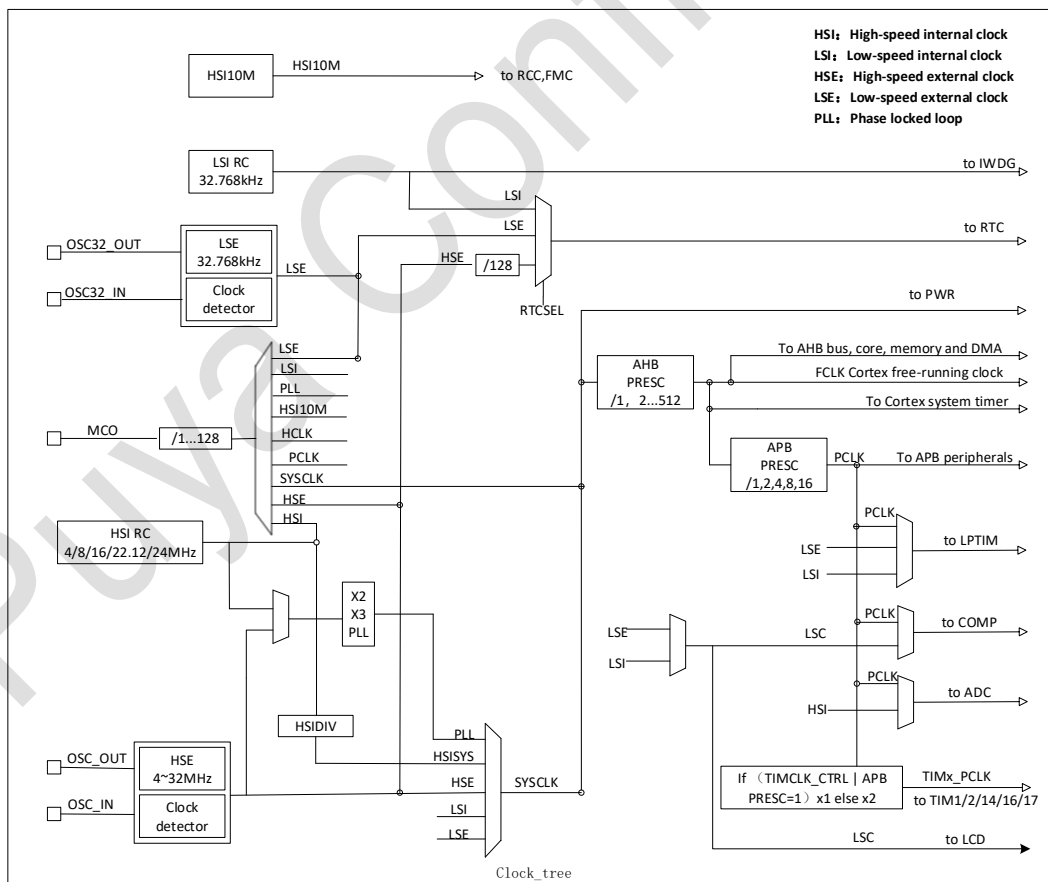 HSI：High-speed internal clock
LSI：Low-speed internal clock
HSE：High-speed external clock
LSE：Low-speed external clock
PLL：Phase locked loop
HSI10M
HSI10M
to RCC,FMC
LSI RC
32.768kHz
to IWDG
LSI
LSE
HSE
/128
RTCSEL
to RTC
OSC32_OUT
OSC32_IN
LSE
32.768kHz
Clock
detector
LSE
to PWR
LSE
LSI
PLL
HSI10M
HCLK
PCLK
SYSCLK
HSE
HSI
MCO
/1...128
AHB
PRESC
/1，2...512
To AHB bus, core, memory and DMA
FCLK Cortex free-running clock
To Cortex system timer
APB
PRESC
/1,2,4,8,16
PCLK
To APB peripherals
HSI RC
4/8/16/22.12/24MHz
PCLK
LSE
LSI
to LPTIM
X2
X3
PLL
LSE
LSI
LSC
PCLK
to COMP
PCLK
HSI
to ADC
HSIDIV
OSC_OUT
OSC_IN
HSE
4~32MHz
Clock
detector
PLL
HSISYS
HSE
LSI
LSE
SYSCLK
If （TIMCLK_CTRL | APB
PRESC=1）x1 else x2
TIMx_PCLK
to TIM1/2/14/16/17
LSC
to LCD
Clock_tree
Puya Con